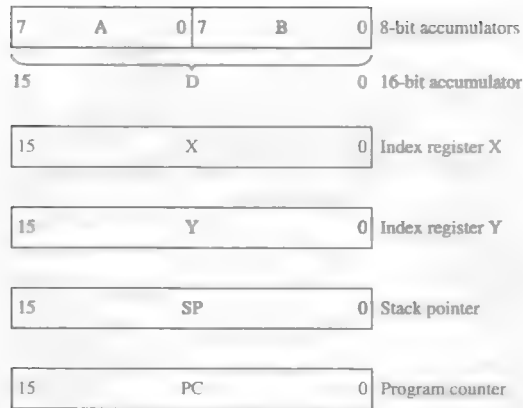 7 A 0 7 B 0 8-bit accumulators
15 D 0 16-bit accumulator
15 X 0 Index register X
15 Y 0 Index register Y
15 SP 0 Stack pointer
15 PC 0 Program counter